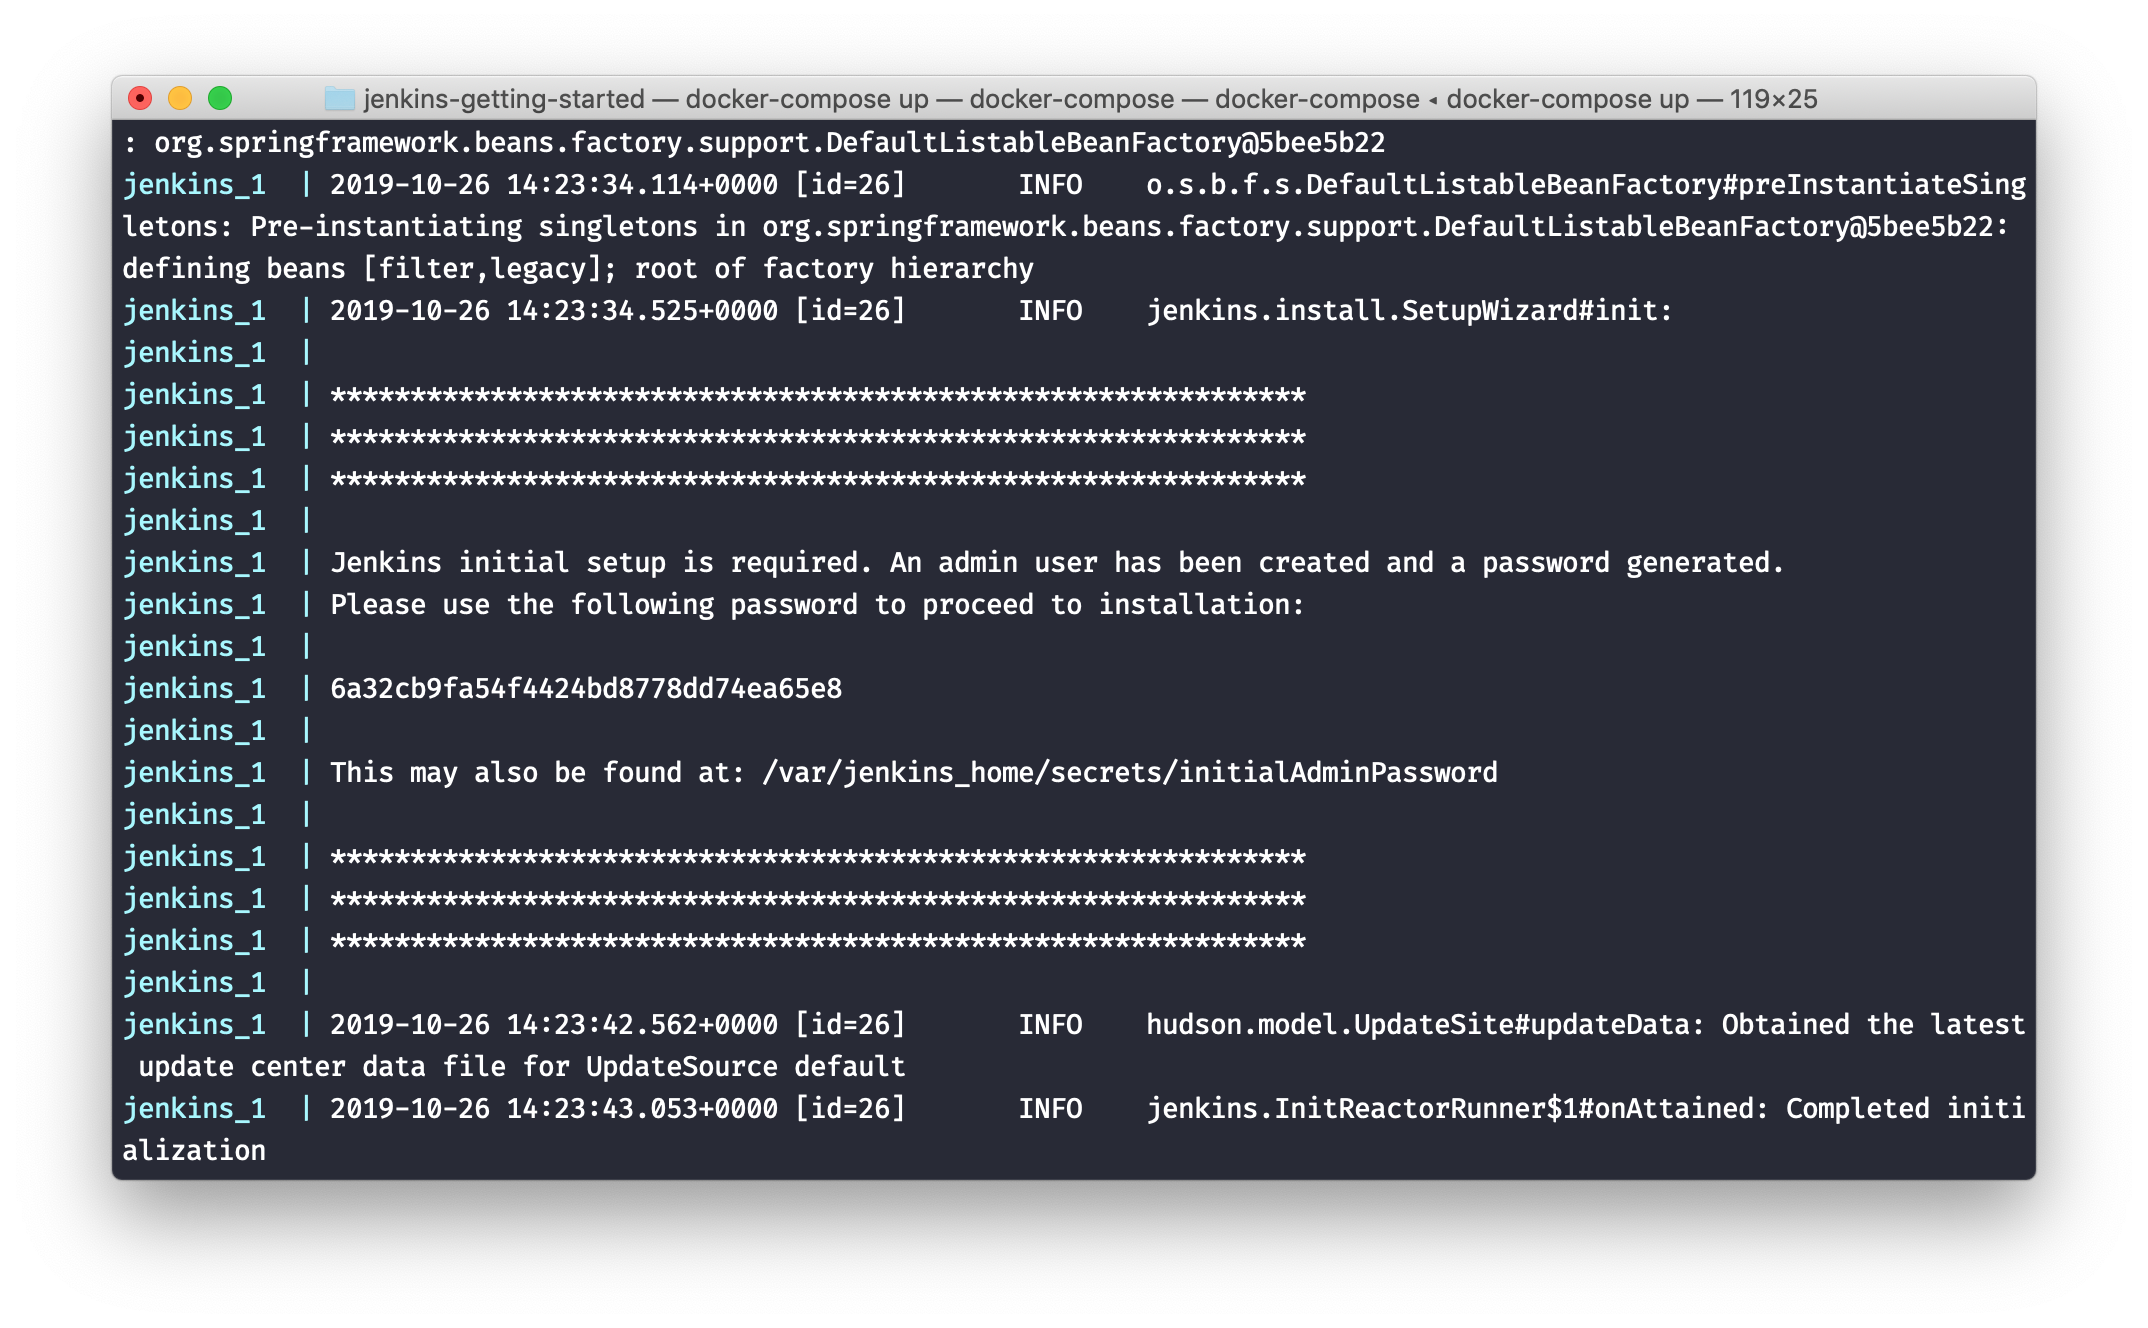 jenkins-getting-started — docker-compose up — docker-compose — docker-compose ◂ docker-compose up — 119×25
: org.springframework.beans.factory.support.DefaultListableBeanFactory@5bee5b22
jenkins_1  | 2019-10-26 14:23:34.114+0000 [id=26]       INFO    o.s.b.f.s.DefaultListableBeanFactory#preInstantiateSing
letons: Pre-instantiating singletons in org.springframework.beans.factory.support.DefaultListableBeanFactory@5bee5b22:
defining beans [filter,legacy]; root of factory hierarchy
jenkins_1  | 2019-10-26 14:23:34.525+0000 [id=26]       INFO    jenkins.install.SetupWizard#init:
jenkins_1  |
jenkins_1  | *************************************************************
jenkins_1  | *************************************************************
jenkins_1  | *************************************************************
jenkins_1  |
jenkins_1  | Jenkins initial setup is required. An admin user has been created and a password generated.
jenkins_1  | Please use the following password to proceed to installation:
jenkins_1  |
jenkins_1  | 6a32cb9fa54f4424bd8778dd74ea65e8
jenkins_1  |
jenkins_1  | This may also be found at: /var/jenkins_home/secrets/initialAdminPassword
jenkins_1  |
jenkins_1  | *************************************************************
jenkins_1  | *************************************************************
jenkins_1  | *************************************************************
jenkins_1  |
jenkins_1  | 2019-10-26 14:23:42.562+0000 [id=26]       INFO    hudson.model.UpdateSite#updateData: Obtained the latest
 update center data file for UpdateSource default
jenkins_1  | 2019-10-26 14:23:43.053+0000 [id=26]       INFO    jenkins.InitReactorRunner$1#onAttained: Completed initi
alization